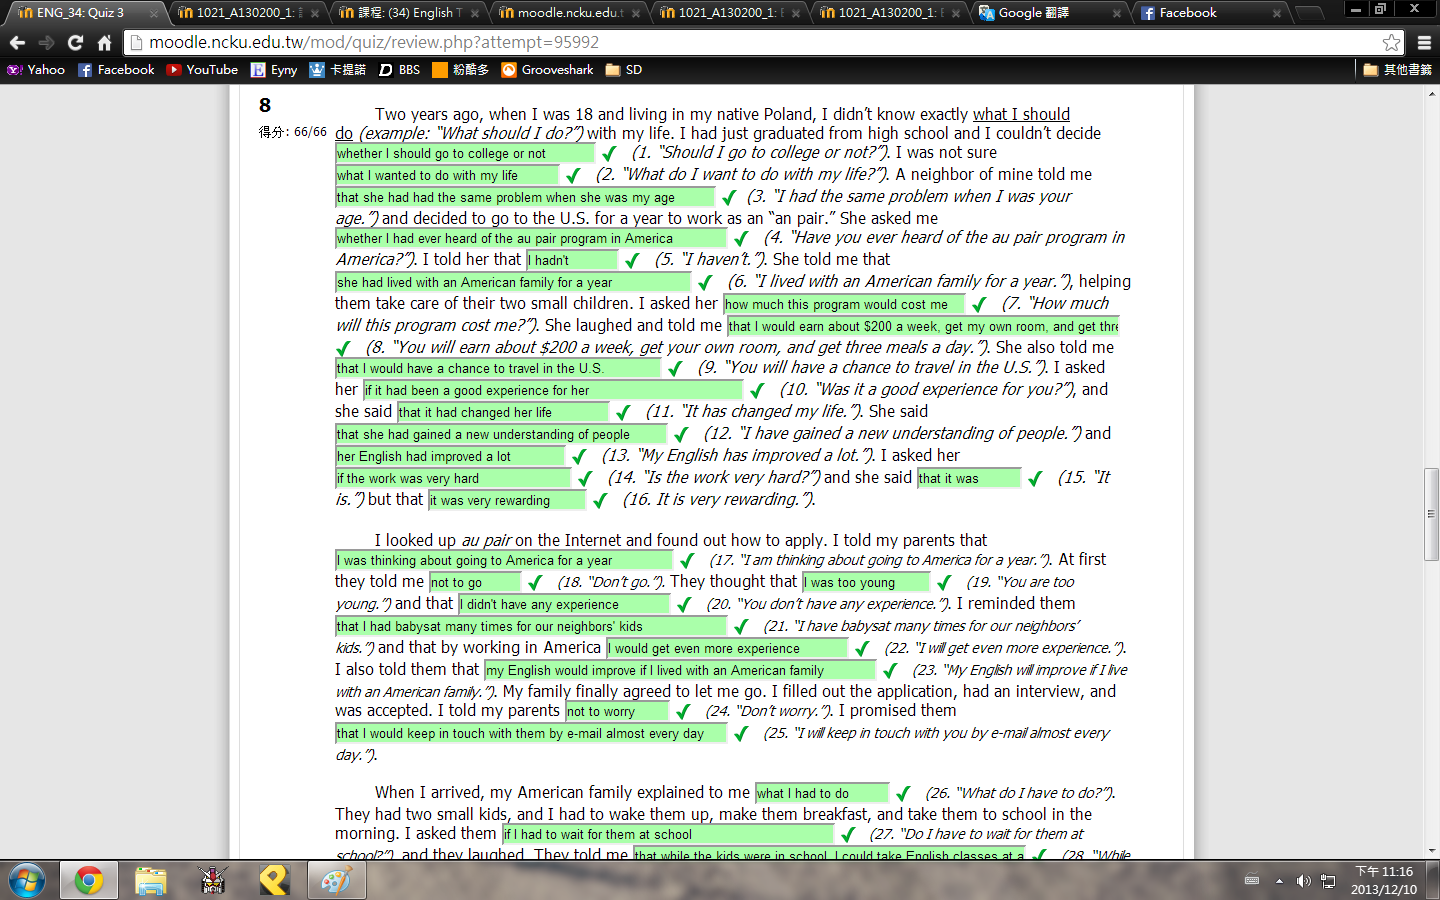 ENG_34: Quiz 3
1021_A130200_1:
課程: (34) English T
moodle.ncku.edu.t
1021_A130200_1: E
1021_A130200_1: E
Google 翻譯
Facebook
moodle.ncku.edu.tw/mod/quiz/review.php?attempt=95992
Yahoo Facebook YouTube Eyny 卡提諾 BBS 粉酷多 Grooveshark SD 其他書籤
8
得分: 66/66
Two years ago, when I was 18 and living in my native Poland, I didn't know exactly what I should
do (example: "What should I do?") with my life. I had just graduated from high school and I couldn't decide
whether I should go to college or not (1. "Should I go to college or not?"). I was not sure
what I wanted to do with my life (2. "What do I want to do with my life?"). A neighbor of mine told me
that she had had the same problem when she was my age (3. "I had the same problem when I was your
age.") and decided to go to the U.S. for a year to work as an "an pair." She asked me
whether I had ever heard of the au pair program in America (4. "Have you ever heard of the au pair program in
America?"). I told her that I hadn't (5. "I haven't."). She told me that
she had lived with an American family for a year (6. "I lived with an American family for a year."), helping
them take care of their two small children. I asked her how much this program would cost me (7. "How much
will this program cost me?"). She laughed and told me that I would earn about $200 a week, get my own room, and get thre
(8. "You will earn about $200 a week, get your own room, and get three meals a day."). She also told me
that I would have a chance to travel in the U.S. (9. "You will have a chance to travel in the U.S."). I asked
her if it had been a good experience for her (10. "Was it a good experience for you?"), and
she said that it had changed her life (11. "It has changed my life."). She said
that she had gained a new understanding of people (12. "I have gained a new understanding of people.") and
her English had improved a lot (13. "My English has improved a lot."). I asked her
if the work was very hard (14. "Is the work very hard?") and she said that it was (15. "It
is.") but that it was very rewarding (16. It is very rewarding.").
I looked up au pair on the Internet and found out how to apply. I told my parents that
I was thinking about going to America for a year (17. "I am thinking about going to America for a year."). At first
they told me not to go (18. "Don't go."). They thought that I was too young (19. "You are too
young.") and that I didn't have any experience (20. "You don't have any experience."). I reminded them
that I had babysat many times for our neighbors' kids (21. "I have babysat many times for our neighbors'
kids.") and that by working in America I would get even more experience (22. "I will get even more experience.").
I also told them that my English would improve if I lived with an American family (23. "My English will improve if I live
with an American family."). My family finally agreed to let me go. I filled out the application, had an interview, and
was accepted. I told my parents not to worry (24. "Don't worry."). I promised them
that I would keep in touch with them by e-mail almost every day (25. "I will keep in touch with you by e-mail almost every
day.").
When I arrived, my American family explained to me what I had to do (26. "What do I have to do?").
They had two small kids, and I had to wake them up, make them breakfast, and take them to school in the
morning. I asked them if I had to wait for them at school (27. "Do I have to wait for them at
school?"), and they laughed. They told me that while the kids were in school, I could take English classes at a (28. "While
下午 11:16
2013/12/10